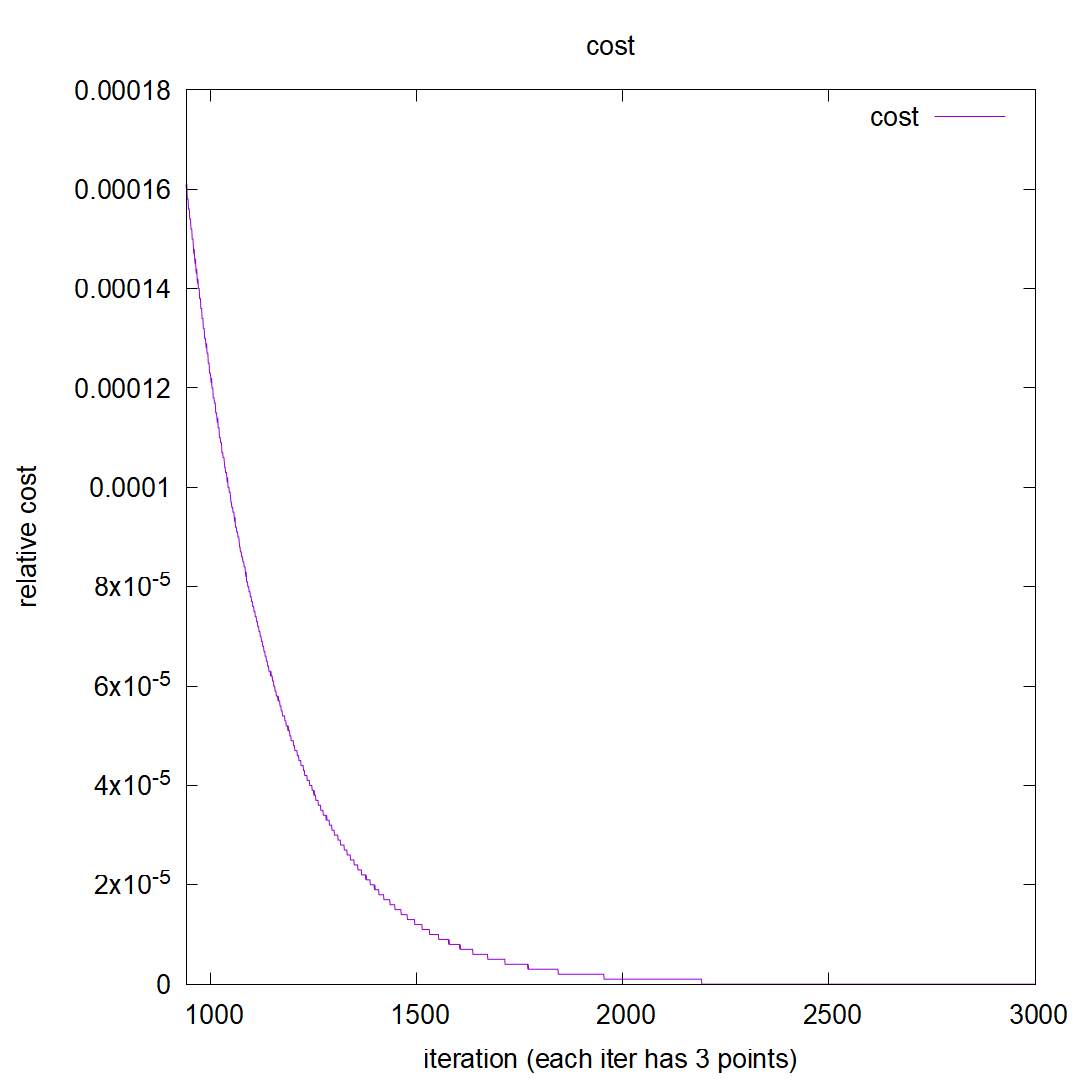 cost
0.00018
cost
0.00016
0.00014
0.00012
0.0001
relative cost
8x10-5
6x10-5
4x10-5
2x10-5
0
1000 1500 2000 2500 3000
iteration (each iter has 3 points)